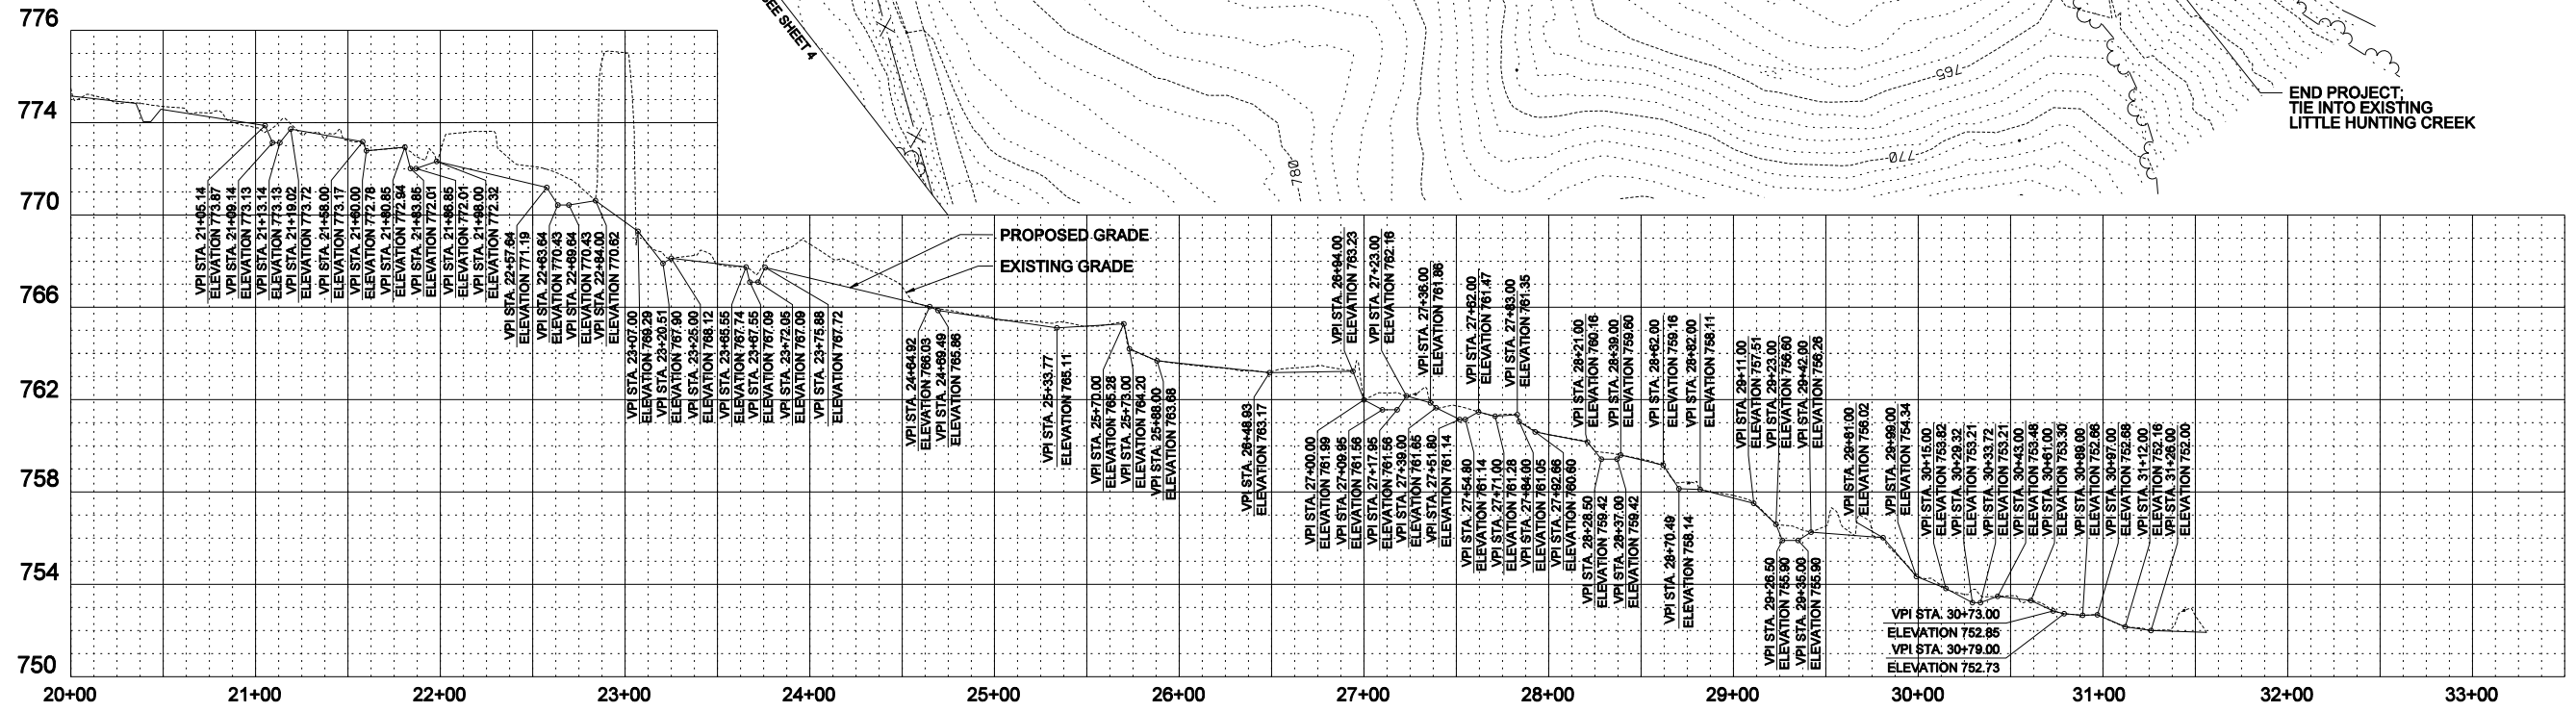 776
774
770
766
762
758
754
750
SEE SHEET 4
780
765
770
END PROJECT;
TIE INTO EXISTING
LITTLE HUNTING CREEK
PROPOSED GRADE
EXISTING GRADE
VPI STA. 21+05.14
ELEVATION 773.87
VPI STA. 21+09.14
ELEVATION 773.13
VPI STA. 21+13.14
ELEVATION 773.13
VPI STA. 21+19.02
ELEVATION 773.72
VPI STA. 21+58.00
ELEVATION 773.17
VPI STA. 21+60.00
ELEVATION 772.78
VPI STA. 21+80.85
ELEVATION 772.94
VPI STA. 21+83.85
ELEVATION 772.01
VPI STA. 21+86.85
ELEVATION 772.01
VPI STA. 21+98.00
ELEVATION 772.32
VPI STA. 22+57.64
ELEVATION 771.19
VPI STA. 22+63.64
ELEVATION 770.43
VPI STA. 22+69.64
ELEVATION 770.43
VPI STA. 22+84.00
ELEVATION 770.62
VPI STA. 23+07.00
ELEVATION 769.29
VPI STA. 23+20.51
ELEVATION 767.90
VPI STA. 23+25.00
ELEVATION 768.12
VPI STA. 23+65.55
ELEVATION 767.74
VPI STA. 23+67.55
ELEVATION 767.09
VPI STA. 23+72.05
ELEVATION 767.09
VPI STA. 23+75.88
ELEVATION 767.72
VPI STA. 24+64.92
ELEVATION 766.03
VPI STA. 24+69.49
ELEVATION 765.86
VPI STA. 25+33.77
ELEVATION 765.11
VPI STA. 25+70.00
ELEVATION 765.28
VPI STA. 25+73.00
ELEVATION 764.20
VPI STA. 25+88.00
ELEVATION 763.68
VPI STA. 26+48.93
ELEVATION 763.17
VPI STA. 26+94.00
ELEVATION 763.23
VPI STA. 27+00.00
ELEVATION 761.99
VPI STA. 27+09.95
ELEVATION 761.56
VPI STA. 27+17.95
ELEVATION 761.56
VPI STA. 27+23.00
ELEVATION 762.16
VPI STA. 27+36.00
ELEVATION 761.86
VPI STA. 27+39.00
ELEVATION 761.65
VPI STA. 27+51.80
ELEVATION 761.14
VPI STA. 27+54.80
ELEVATION 761.14
VPI STA. 27+62.00
ELEVATION 761.47
VPI STA. 27+71.00
ELEVATION 761.28
VPI STA. 27+83.00
ELEVATION 761.35
VPI STA. 27+84.00
ELEVATION 761.05
VPI STA. 27+92.66
ELEVATION 760.60
VPI STA. 28+21.00
ELEVATION 760.16
VPI STA. 28+28.50
ELEVATION 759.42
VPI STA. 28+37.00
ELEVATION 759.42
VPI STA. 28+39.00
ELEVATION 759.60
VPI STA. 28+62.00
ELEVATION 759.16
VPI STA. 28+70.49
ELEVATION 758.14
VPI STA. 28+82.00
ELEVATION 758.11
VPI STA. 29+11.00
ELEVATION 757.51
VPI STA. 29+23.00
ELEVATION 756.60
VPI STA. 29+26.50
ELEVATION 755.90
VPI STA. 29+35.00
ELEVATION 755.90
VPI STA. 29+42.00
ELEVATION 756.26
VPI STA. 29+81.00
ELEVATION 756.02
VPI STA. 29+99.00
ELEVATION 754.34
VPI STA. 30+15.00
ELEVATION 753.82
VPI STA. 30+29.32
ELEVATION 753.21
VPI STA. 30+33.72
ELEVATION 753.21
VPI STA. 30+43.00
ELEVATION 753.48
VPI STA. 30+61.00
ELEVATION 753.30
VPI STA. 30+73.00
ELEVATION 752.85
VPI STA. 30+79.00
ELEVATION 752.73
VPI STA. 30+89.00
ELEVATION 752.66
VPI STA. 30+97.00
ELEVATION 752.68
VPI STA. 31+12.00
ELEVATION 752.16
VPI STA. 31+26.00
ELEVATION 752.00
20+00
21+00
22+00
23+00
24+00
25+00
26+00
27+00
28+00
29+00
30+00
31+00
32+00
33+00